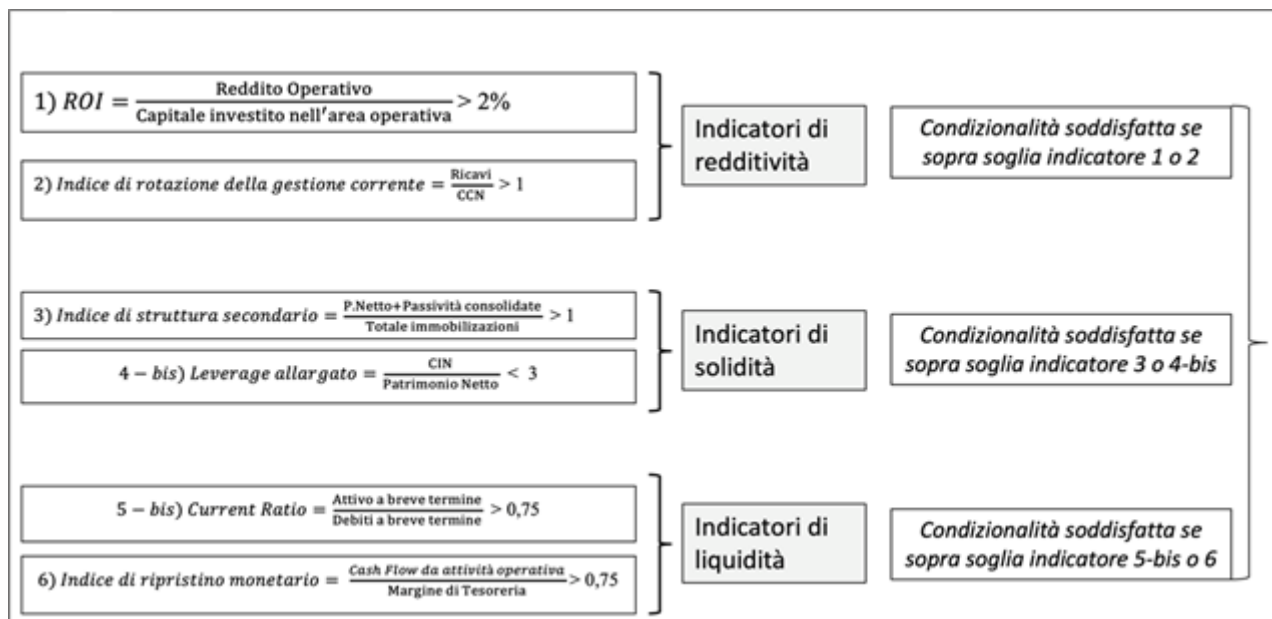 1) ROI = Reddito Operativo / Capitale investito nell'area operativa > 2%
2) Indice di rotazione della gestione corrente = Ricavi / CCN > 1
Indicatori di
redditività
Condizionalità soddisfatta se
sopra soglia indicatore 1 o 2
3) Indice di struttura secondario = P.Netto+Passività consolidate / Totale immobilizazioni > 1
4 − bis) Leverage allargato = CIN / Patrimonio Netto < 3
Indicatori di
solidità
Condizionalità soddisfatta se
sopra soglia indicatore 3 o 4-bis
5 − bis) Current Ratio = Attivo a breve termine / Debiti a breve termine > 0,75
6) Indice di ripristino monetario = Cash Flow da attività operativa / Margine di Tesoreria > 0,75
Indicatori di
liquidità
Condizionalità soddisfatta se
sopra soglia indicatore 5-bis o 6